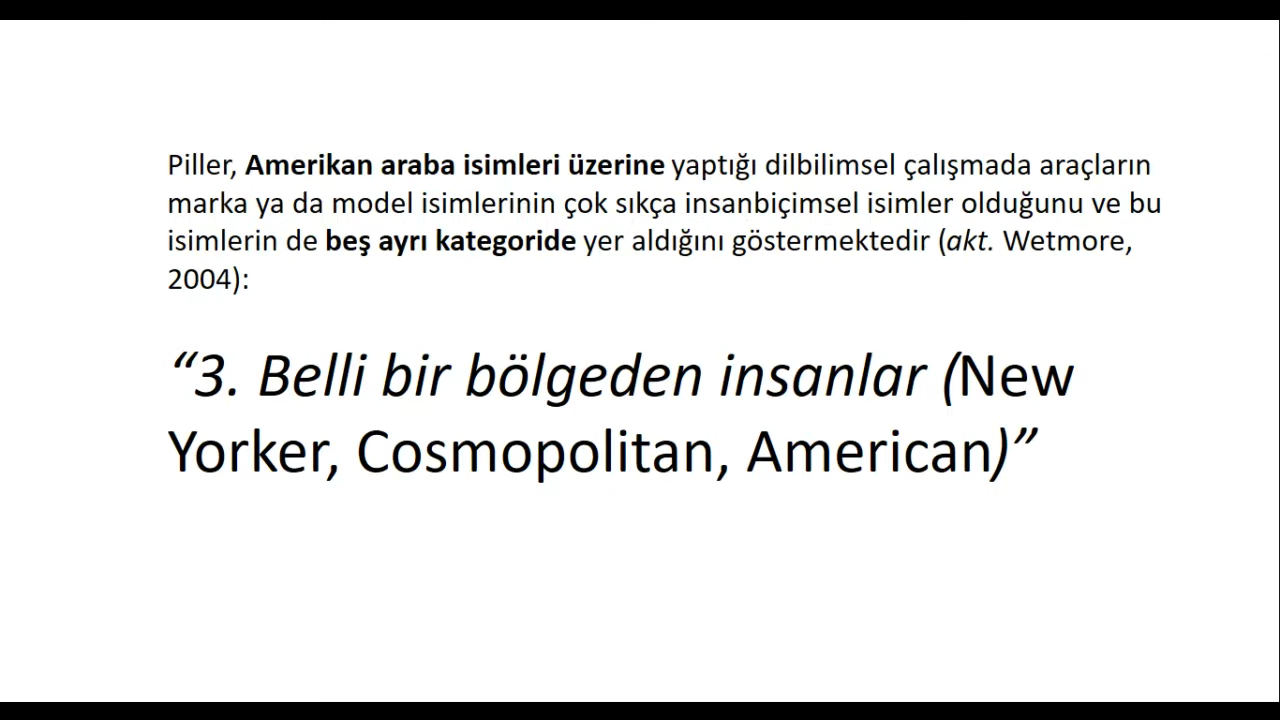 Piller, Amerikan araba isimleri üzerine yaptığı dilbilimsel çalışmada araçların
marka ya da model isimlerinin çok sıkça insanbiçimsel isimler olduğunu ve bu
isimlerin de beş ayrı kategoride yer aldığını göstermektedir (akt. Wetmore,
2004):
“3. Belli bir bölgeden insanlar (New
Yorker, Cosmopolitan, American)”